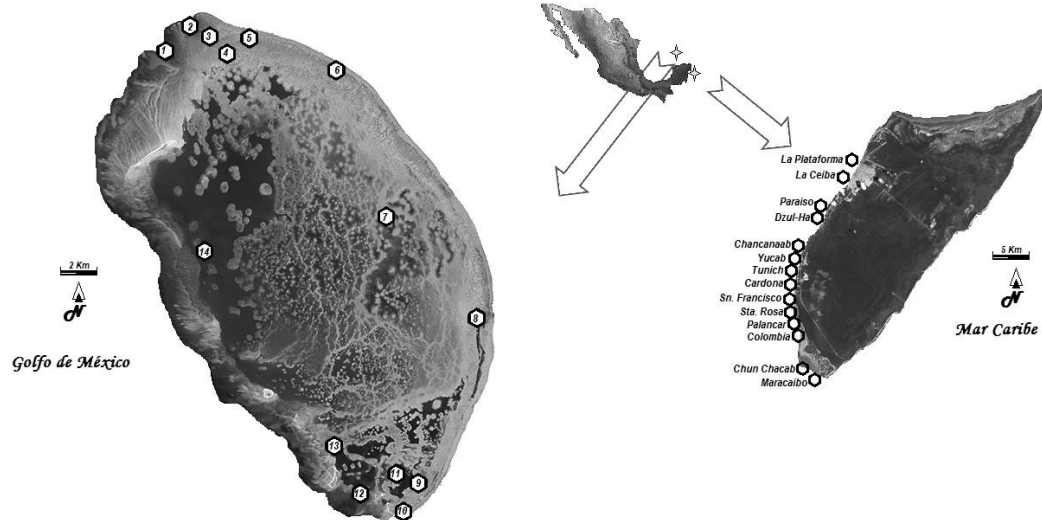 1
2
3
4
5
6
7
8
9
10
11
12
13
14
2 Km
N
Golfo de México
La Plataforma
La Ceiba
Paraiso
Dzul-Ha
Chancanaab
Yucab
Tunich
Cardona
Sn. Francisco
Sta. Rosa
Palancar
Colombia
Chun Chacab
Maracaibo
5 Km
N
Mar Caribe